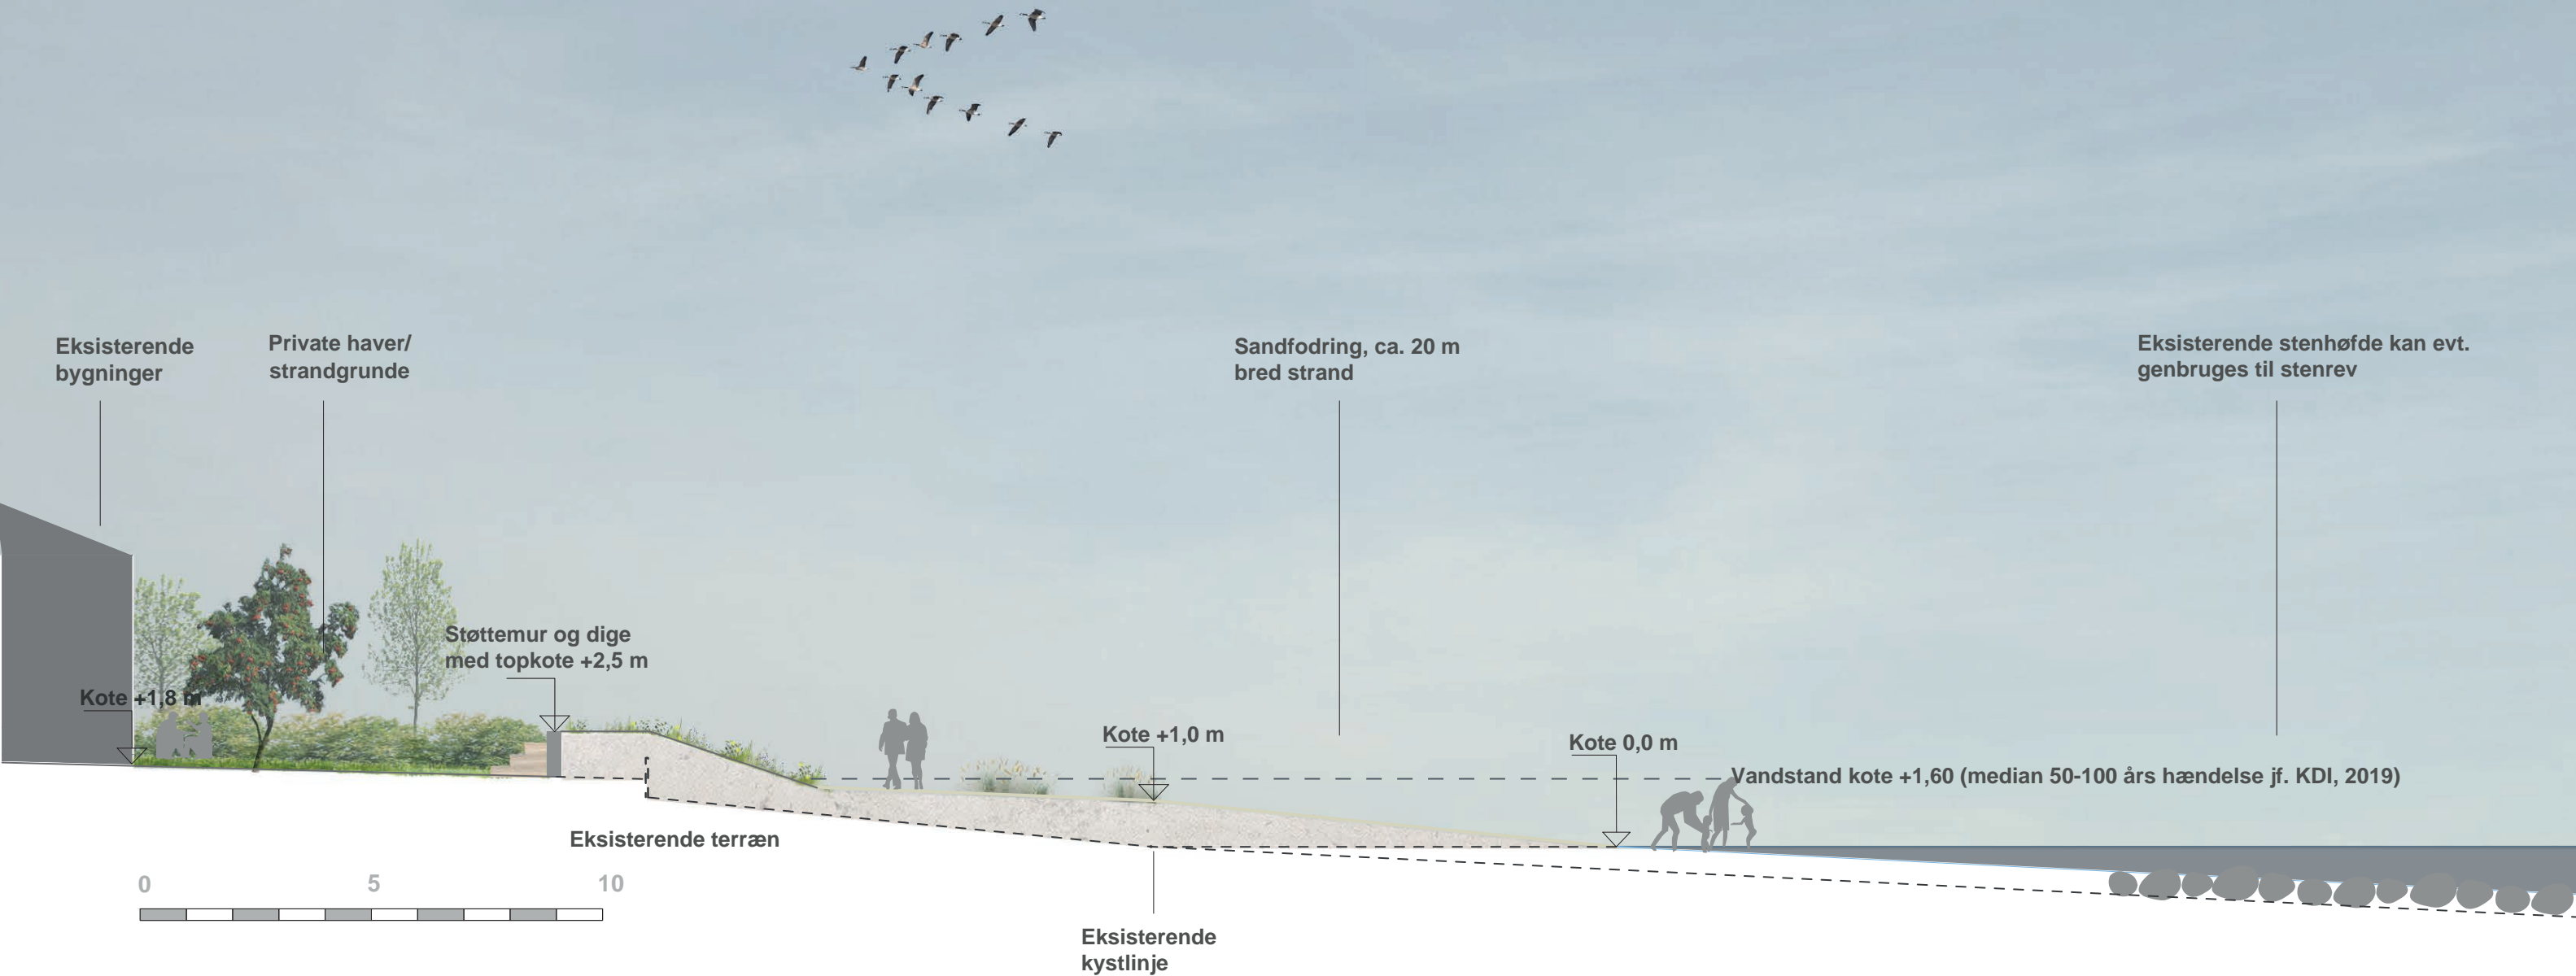 Eksisterende
bygninger
Private haver/
strandgrunde
Sandfodring, ca. 20 m
bred strand
Eksisterende stenhøfde kan evt.
genbruges til stenrev
Støttemur og dige
med topkote +2,5 m
Kote +1,8 m
Kote +1,0 m
Kote 0,0 m
Vandstand kote +1,60 (median 50-100 års hændelse jf. KDI, 2019)
Eksisterende terræn
0 5 10
Eksisterende
kystlinje